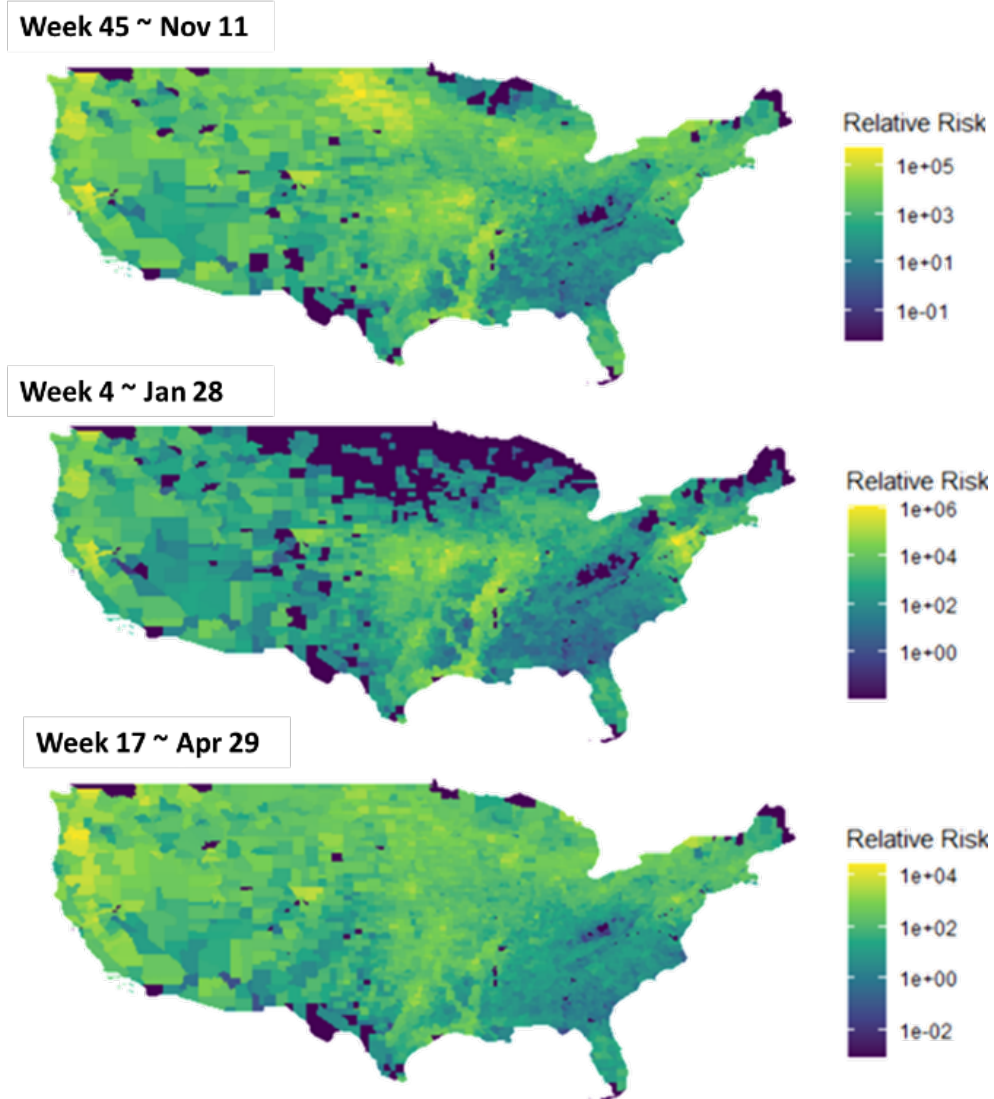 Week 45 ~ Nov 11
Relative Risk
1e+05
1e+03
1e+01
1e-01
Week 4 ~ Jan 28
Relative Risk
1e+06
1e+04
1e+02
1e+00
Week 17 ~ Apr 29
Relative Risk
1e+04
1e+02
1e+00
1e-02